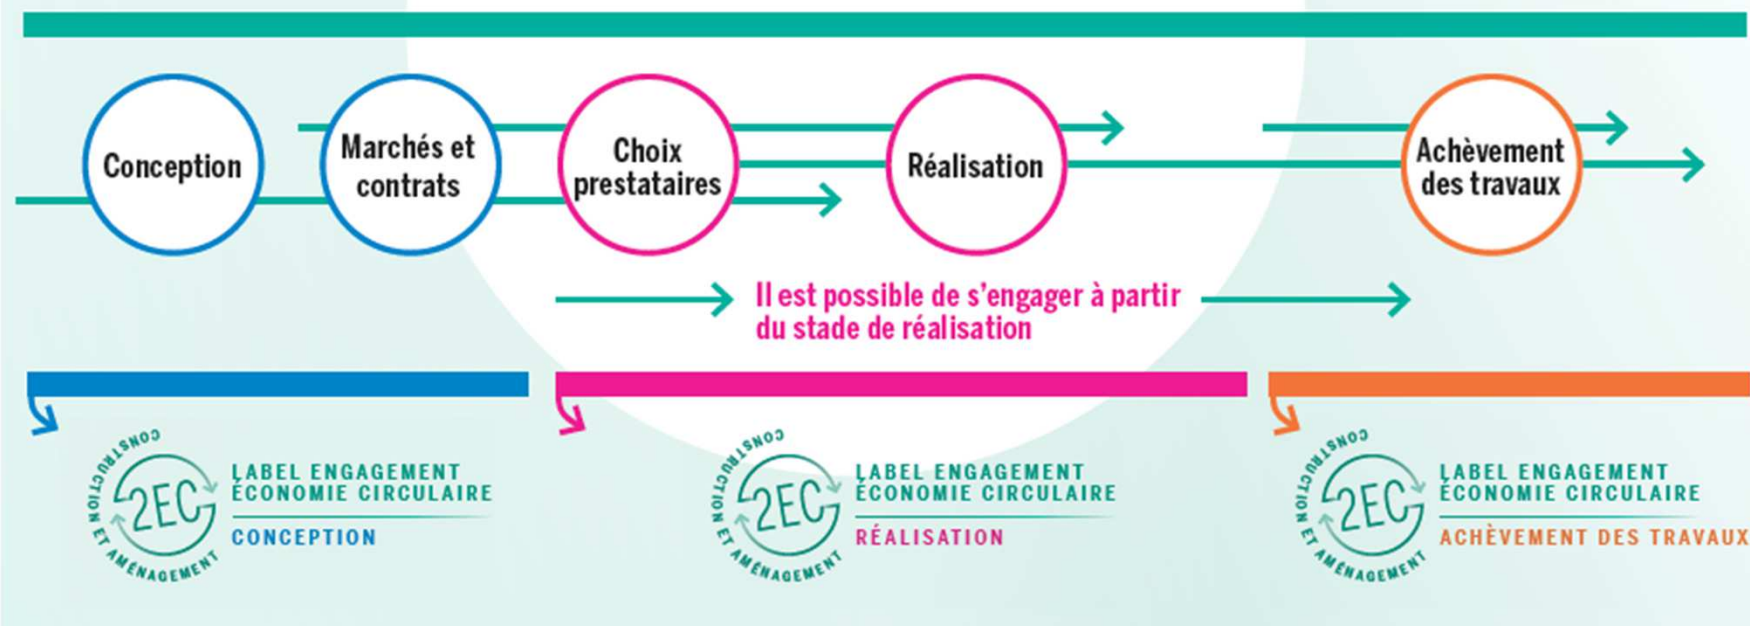 Conception
Marchés et
contrats
Choix
prestataires
Réalisation
Achèvement
des travaux
Il est possible de s'engager à partir
du stade de réalisation
CONSTRUCTION ET AMÉNAGEMENT
2EC
LABEL ENGAGEMENT
ÉCONOMIE CIRCULAIRE
CONCEPTION
CONSTRUCTION ET AMÉNAGEMENT
2EC
LABEL ENGAGEMENT
ÉCONOMIE CIRCULAIRE
RÉALISATION
CONSTRUCTION ET AMÉNAGEMENT
2EC
LABEL ENGAGEMENT
ÉCONOMIE CIRCULAIRE
ACHÈVEMENT DES TRAVAUX